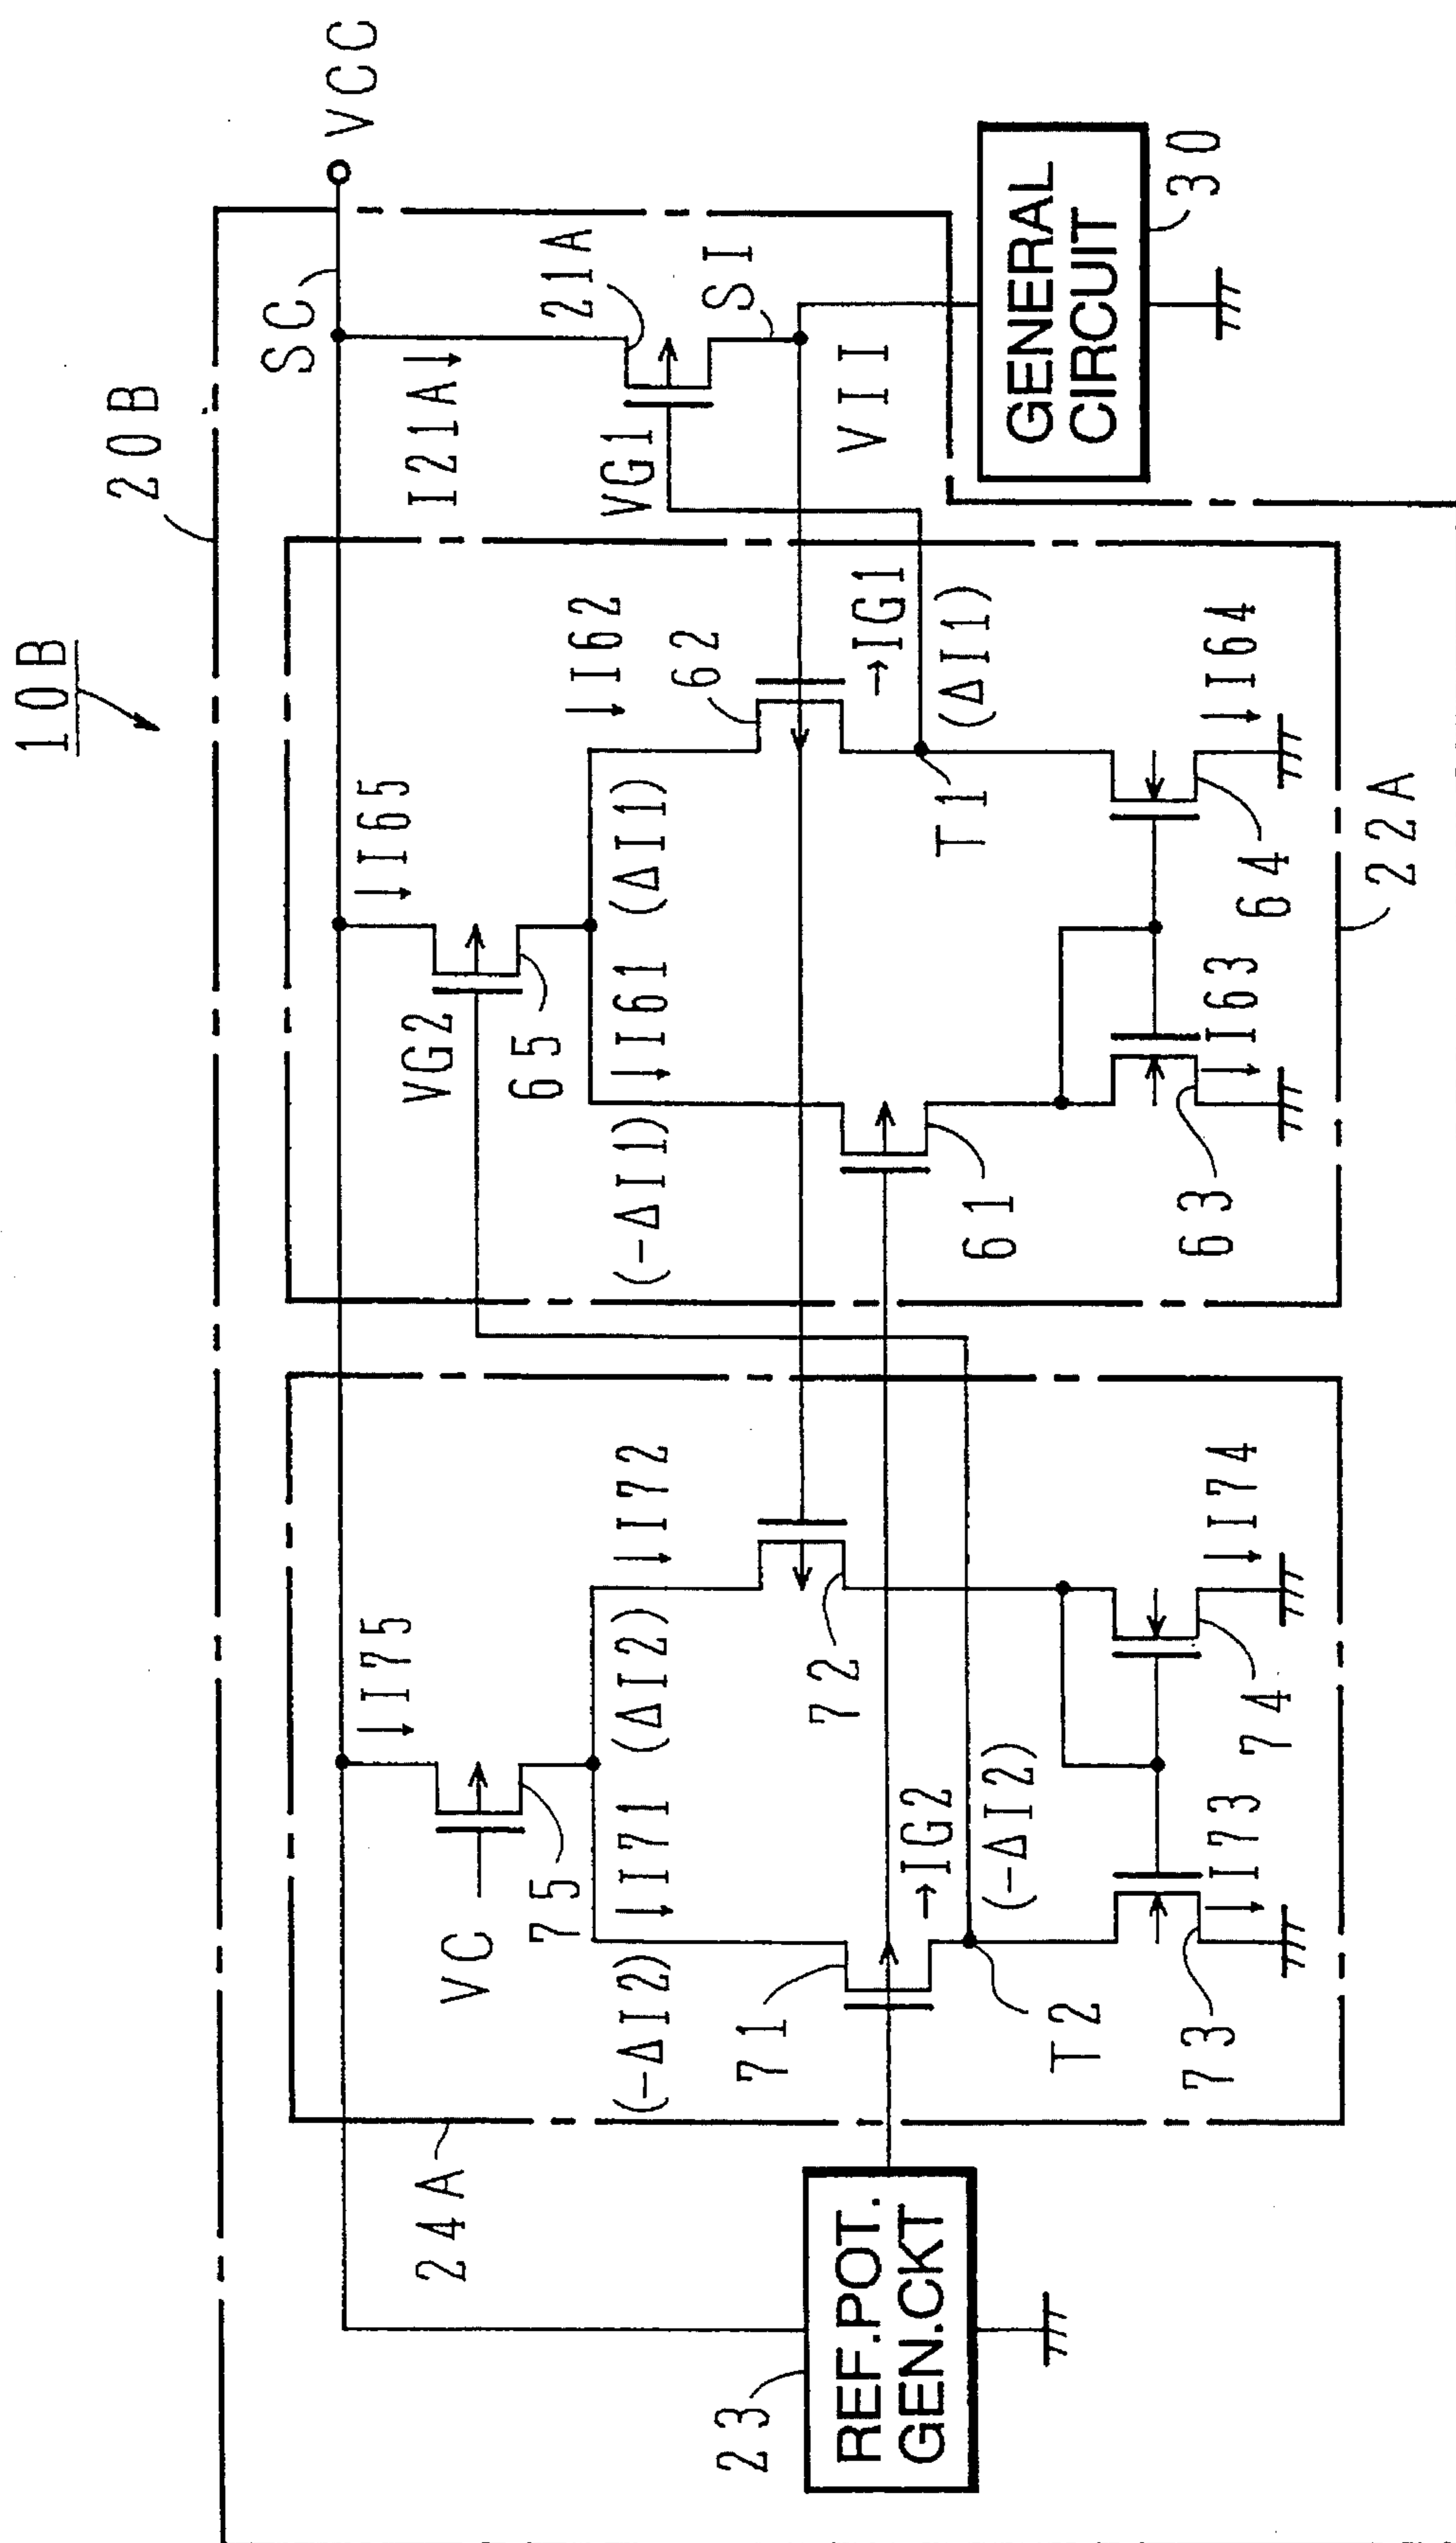 10B
20B
SC
VCC
I21A↓
21A
VG1
SI
VII
GENERAL
CIRCUIT
30
22A
↓I65
VG2
65
↓I62
(ΔI1)
↓I61
(-ΔI1)
62
→IG1
(ΔI1)
T1
61
↓I64
64
↓I63
63
24A
↓I75
VC
75
↓I72
(ΔI2)
↓I71
(-ΔI2)
72
71
→IG2
(-ΔI2)
T2
↓I74
74
↓I73
73
23
REF.POT.
GEN.CKT